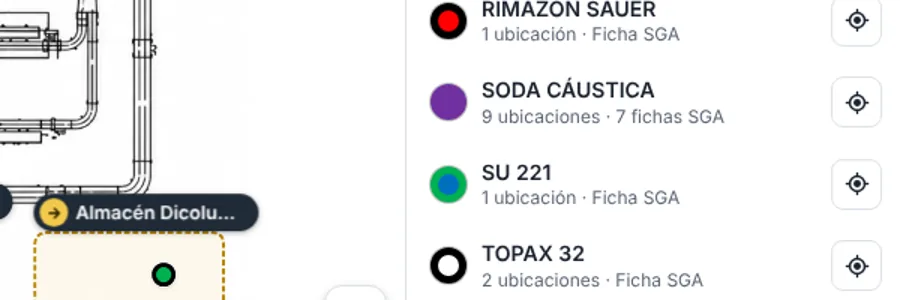 RIMAZON SAUER
1 ubicación · Ficha SGA
SODA CÁUSTICA
9 ubicaciones · 7 fichas SGA
SU 221
1 ubicación · Ficha SGA
Almacén Dicolu...
TOPAX 32
2 ubicaciones · Ficha SGA